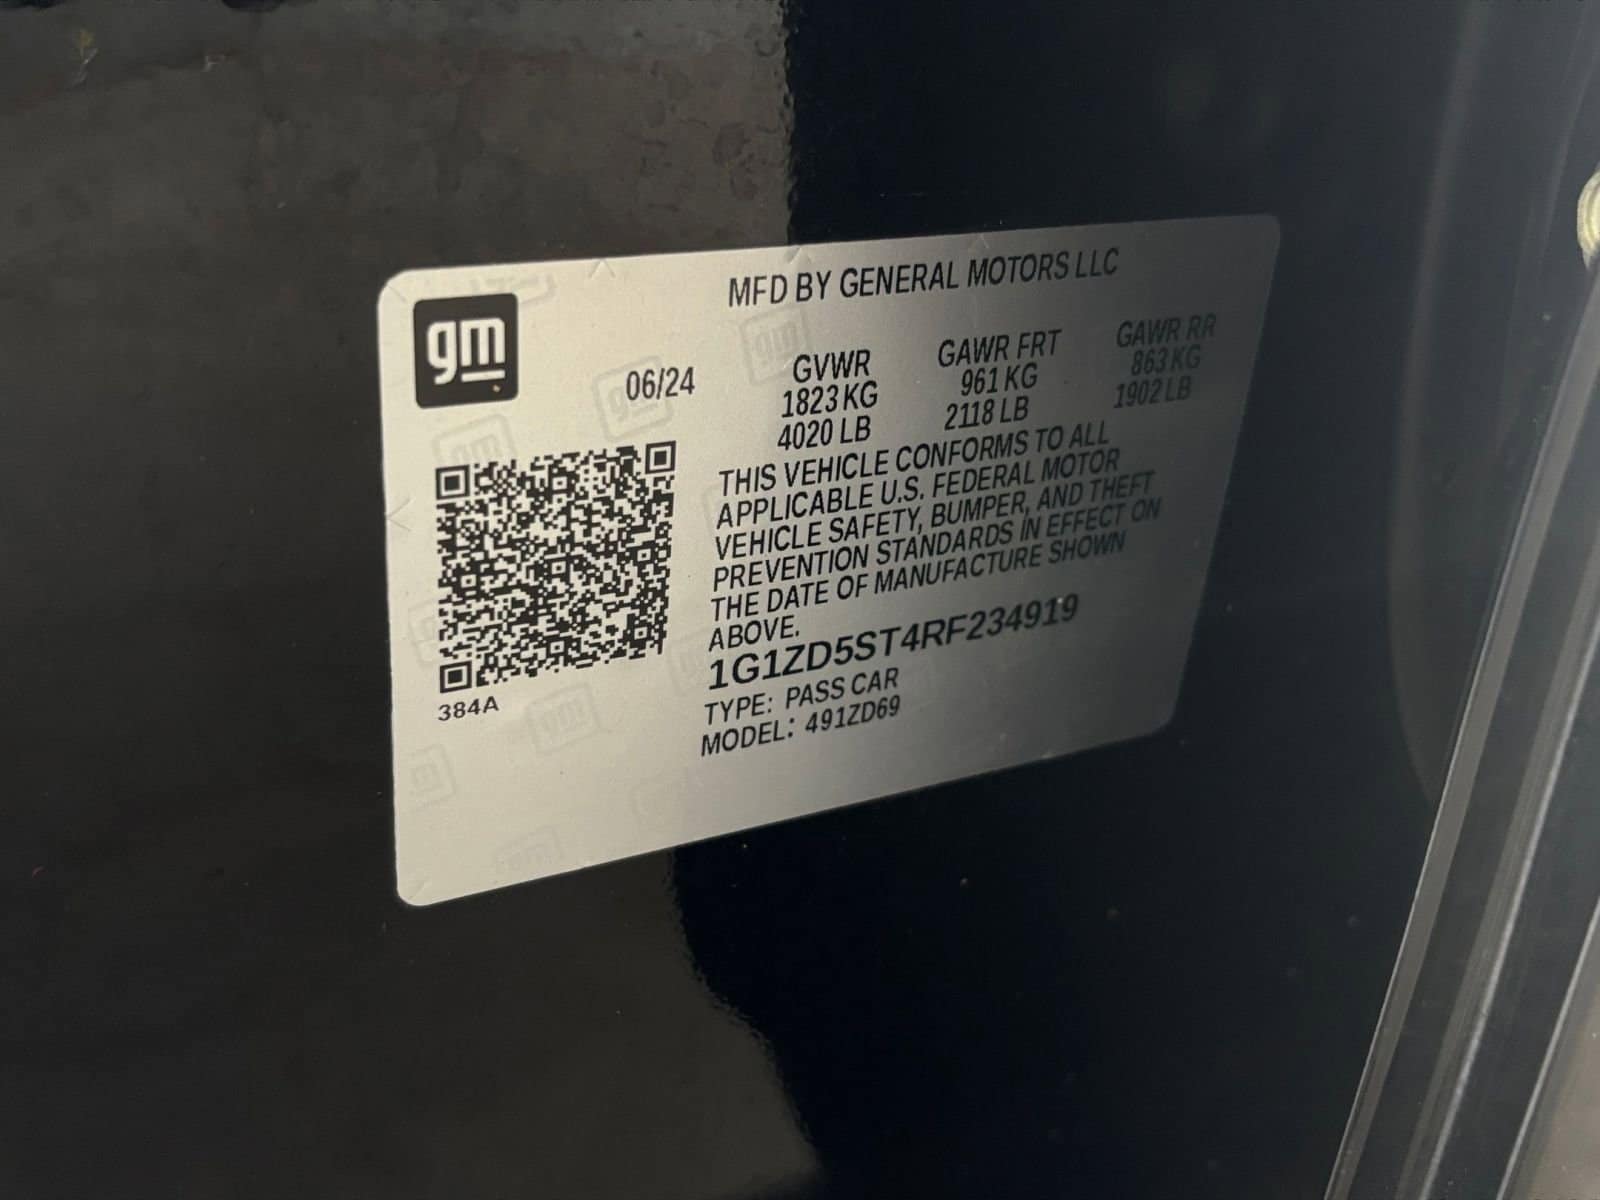 gm
MFD BY GENERAL MOTORS LLC
06/24
GVWR GAWR FRT GAWR RR
1823 KG 961 KG 863 KG
4020 LB 2118 LB 1902 LB
THIS VEHICLE CONFORMS TO ALL
APPLICABLE U.S. FEDERAL MOTOR
VEHICLE SAFETY, BUMPER, AND THEFT
PREVENTION STANDARDS IN EFFECT ON
THE DATE OF MANUFACTURE SHOWN
ABOVE.
1G1ZD5ST4RF234919
TYPE: PASS CAR
MODEL: 491ZD69
384A